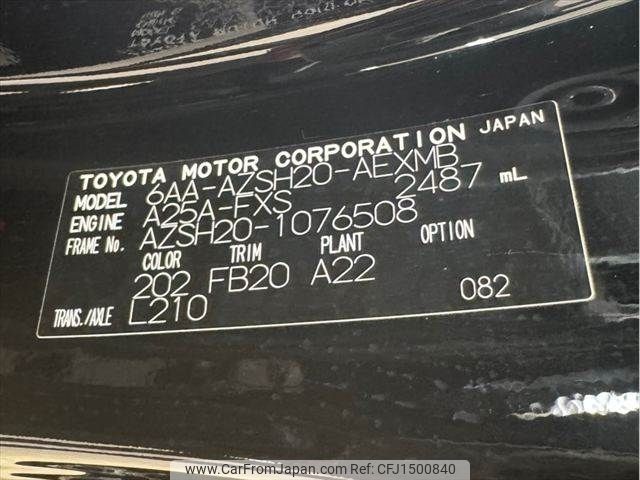 TOYOTA MOTOR CORPORATION JAPAN
MODEL 6AA-AZSH20-AEXMB
ENGINE A25A-FXS 2487 mL
FRAME No. AZSH20-1076508
COLOR TRIM PLANT OPTION
202 FB20 A22
TRANS./AXLE L210 082
www.CarFromJapan.com CFJ1500840